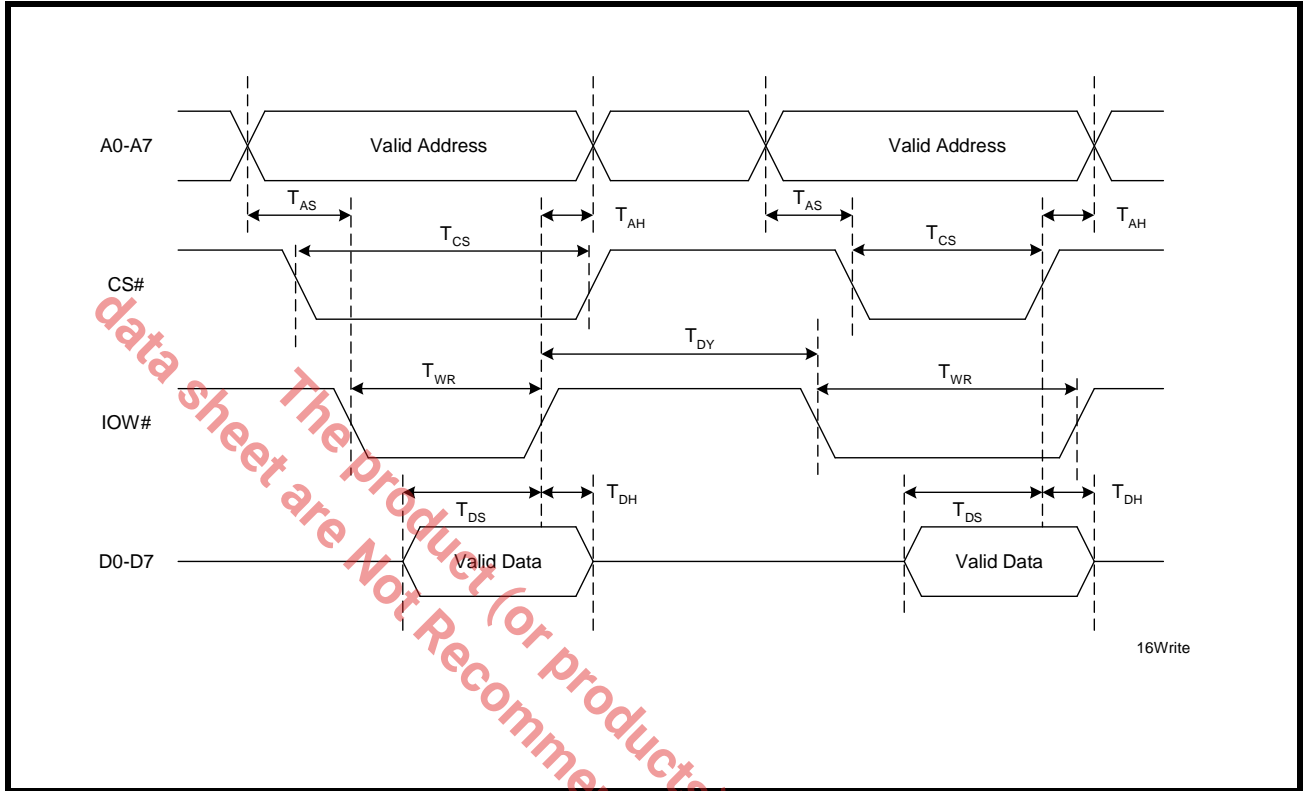 A0-A7
Valid Address
Valid Address
TAS
TAH
TAS
TAH
TCS
TCS
CS#
TDY
TWR
TWR
IOW#
TDS
TDH
TDS
TDH
D0-D7
Valid Data
Valid Data
16Write
The product (or products
data sheet are Not